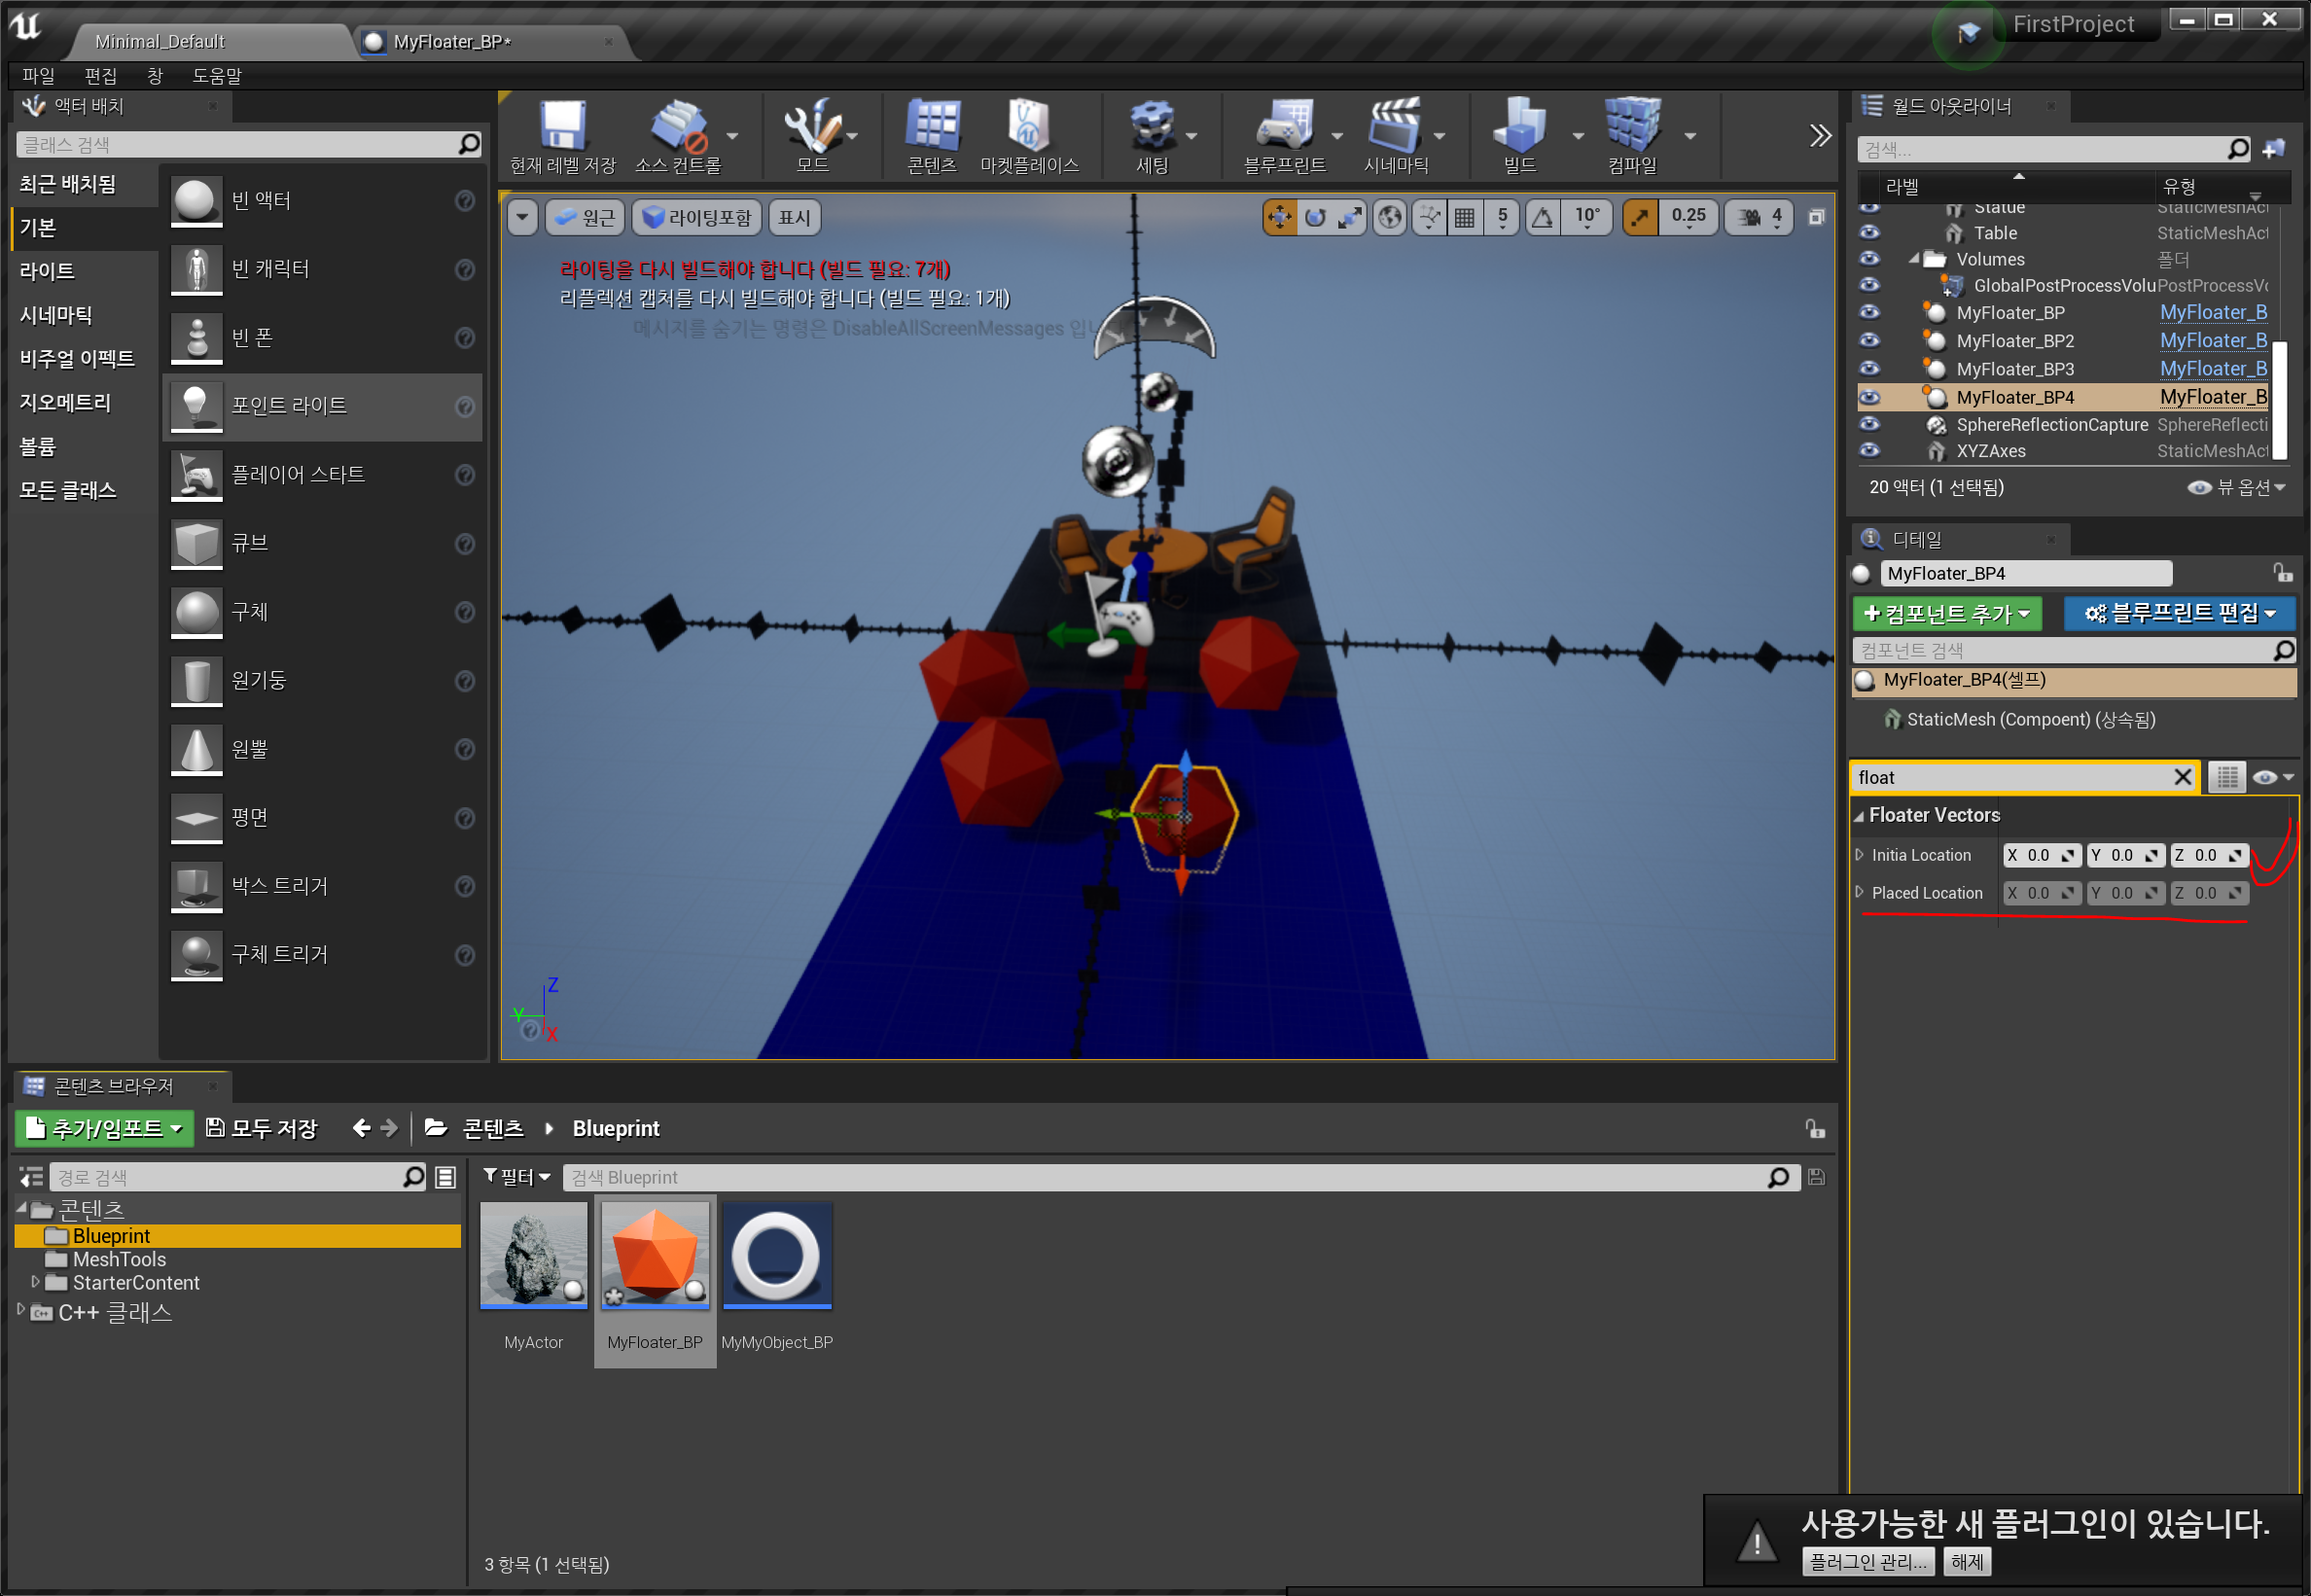 Minimal_Default
MyFloater_BP*
FirstProject
파일 편집 창 도움말
액터 배치
클래스 검색
최근 배치됨
기본
라이트
시네마틱
비주얼 이펙트
지오메트리
볼륨
모든 클래스
빈 액터
빈 캐릭터
빈 폰
포인트 라이트
플레이어 스타트
큐브
구체
원기둥
원뿔
평면
박스 트리거
구체 트리거
현재 레벨 저장 소스 컨트롤 모드 콘텐츠 마켓플레이스 세팅 블루프린트 시네마틱 빌드 컴파일
원근 라이팅포함 표시
5 10° 0.25 4
라이팅을 다시 빌드해야 합니다 (빌드 필요: 7개)
리플렉션 캡처를 다시 빌드해야 합니다 (빌드 필요: 1개)
메시지를 숨기는 명령은 DisableAllScreenMessages 입니
Z
Y
X
월드 아웃라이너
검색...
라벨 유형
Statue StaticMeshAct
Table StaticMeshAct
Volumes 폴더
GlobalPostProcessVolu PostProcessVo
MyFloater_BP MyFloater_B
MyFloater_BP2 MyFloater_B
MyFloater_BP3 MyFloater_B
MyFloater_BP4 MyFloater_B
SphereReflectionCapture SphereReflecti
XYZAxes StaticMeshAct
20 액터 (1 선택됨) 뷰 옵션
디테일
MyFloater_BP4
컴포넌트 추가 블루프린트 편집
컴포넌트 검색
MyFloater_BP4(셀프)
StaticMesh (Compoent) (상속됨)
float
Floater Vectors
Initia Location X 0.0 Y 0.0 Z 0.0
Placed Location X 0.0 Y 0.0 Z 0.0
콘텐츠 브라우저
추가/임포트 모두 저장 콘텐츠 Blueprint
경로 검색
필터
검색 Blueprint
콘텐츠
Blueprint
MeshTools
StarterContent
C++ 클래스
MyActor MyFloater_BP MyMyObject_BP
3 항목 (1 선택됨)
사용가능한 새 플러그인이 있습니다.
플러그인 관리... 해제